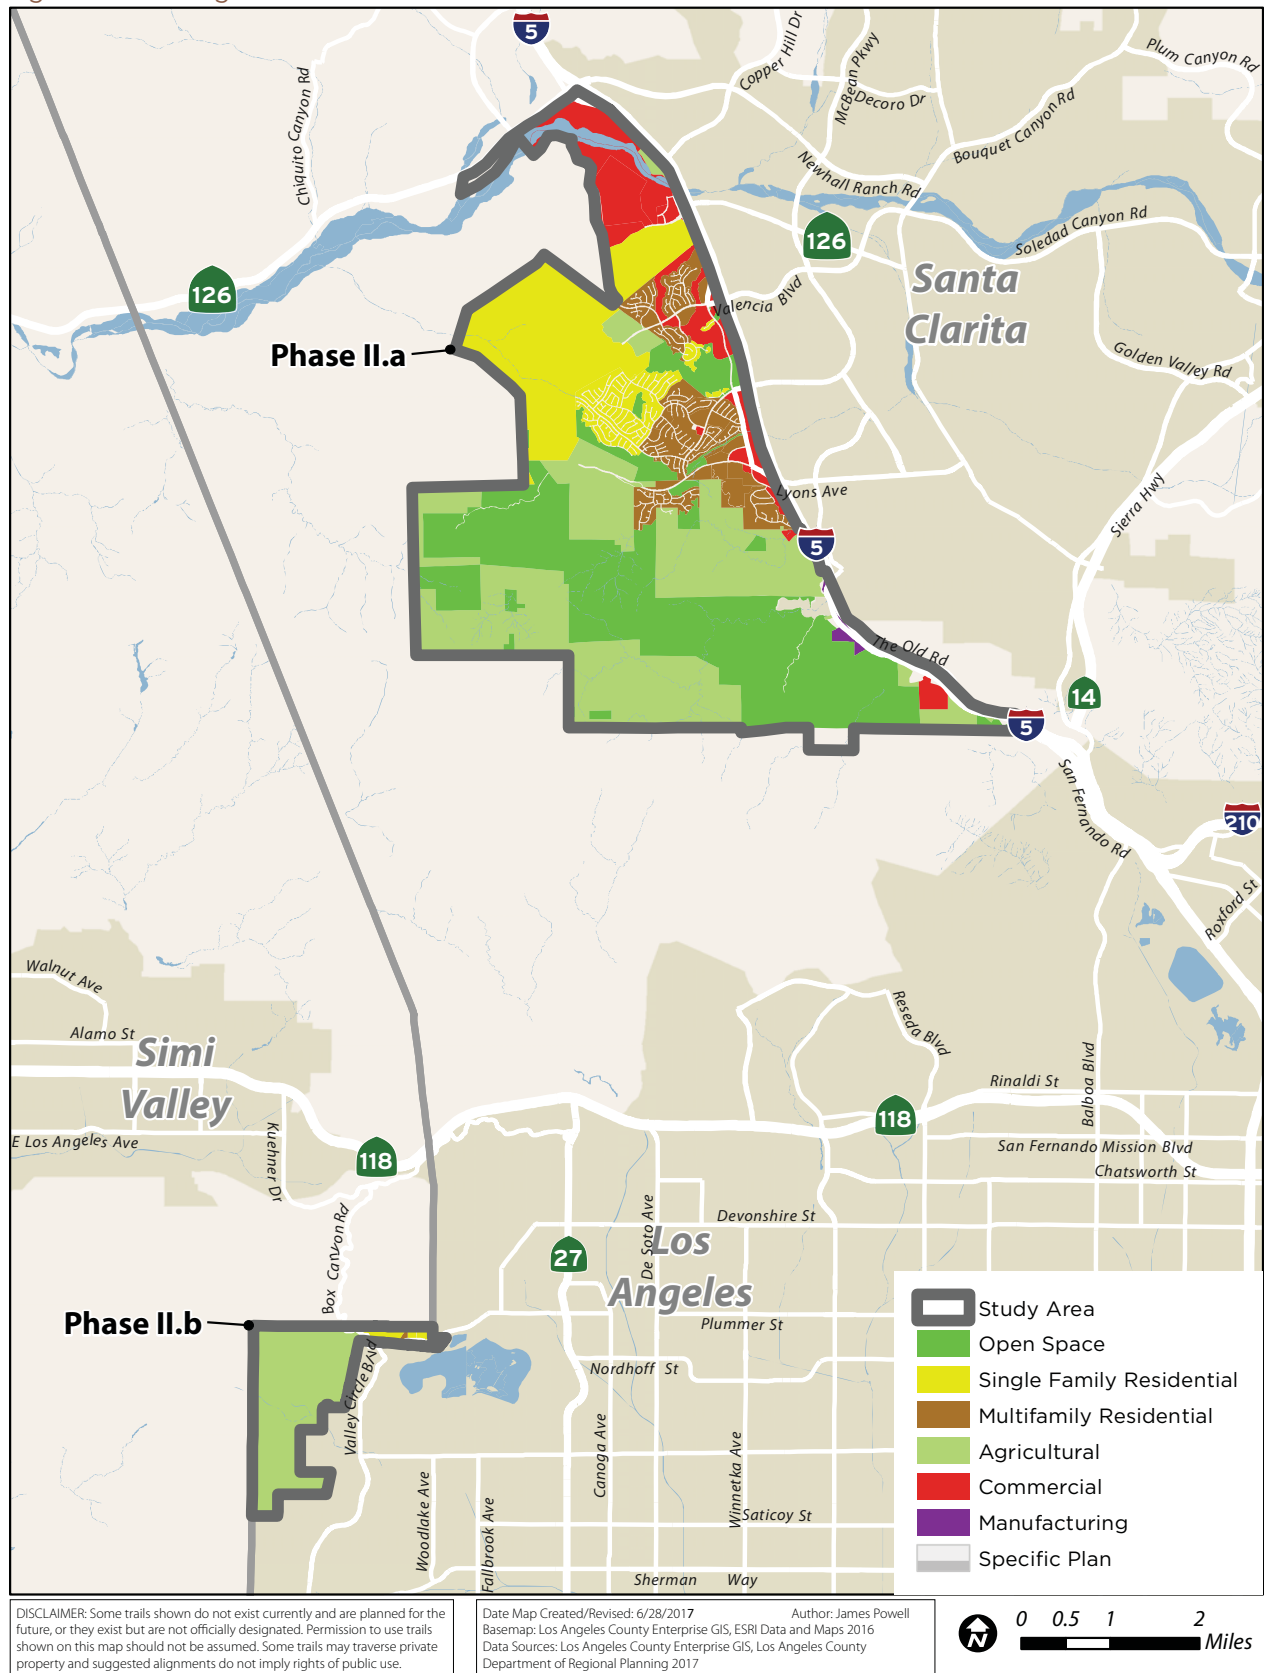 5
Copper Hill Dr
McBean Pkwy
Plum Canyon Rd
Decoro Dr
Chiquito Canyon Rd
Bouquet Canyon Rd
Newhall Ranch Rd
Soledad Canyon Rd
126
126
Santa
Clarita
Valencia Blvd
Phase II.a
Golden Valley Rd
Lyons Ave
Sierra Hwy
5
The Old Rd
14
5
San Fernando Rd
210
Roxford St
Walnut Ave
Alamo St
Simi
Valley
Reseda Blvd
Rinaldi St
Balboa Blvd
E Los Angeles Ave
Kuehner Dr
118
118
San Fernando Mission Blvd
Chatsworth St
Box Canyon Rd
De Soto Ave
Devonshire St
Los
Angeles
27
Phase II.b
Plummer St
Valley Circle Blvd
Nordhoff St
Canoga Ave
Winnetka Ave
Woodlake Ave
Fallbrook Ave
Saticoy St
Sherman Way
Study Area
Open Space
Single Family Residential
Multifamily Residential
Agricultural
Commercial
Manufacturing
Specific Plan
DISCLAIMER: Some trails shown do not exist currently and are planned for the
future, or they exist but are not officially designated. Permission to use trails
shown on this map should not be assumed. Some trails may traverse private
property and suggested alignments do not imply rights of public use.
Date Map Created/Revised: 6/28/2017 Author: James Powell
Basemap: Los Angeles County Enterprise GIS, ESRI Data and Maps 2016
Data Sources: Los Angeles County Enterprise GIS, Los Angeles County
Department of Regional Planning 2017
N
0 0.5 1 2
Miles